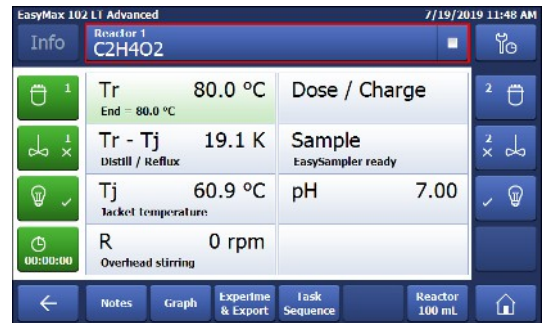 EasyMax 102 LT Advanced
7/19/2019 11:48 AM
Info
Reactor 1
C2H4O2
1
Tr 80.0 °C
End = 80.0 °C
Dose / Charge
2
1
Tr - Tj 19.1 K
Distill / Reflux
Sample
EasySampler ready
2
Tj 60.9 °C
Jacket temperature
pH 7.00
00:00:00
R 0 rpm
Overhead stirring
Notes
Graph
Experime
& Export
Task
Sequence
Reactor
100 mL